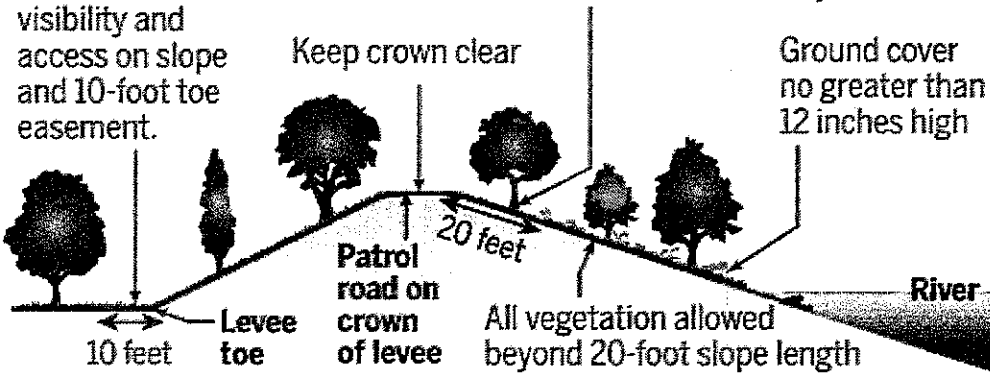 visibility and
access on slope
and 10-foot toe
easement.
Keep crown clear
Ground cover
no greater than
12 inches high
20 feet
Patrol
road on
crown
of levee
10 feet
Levee
toe
All vegetation allowed
beyond 20-foot slope length
River